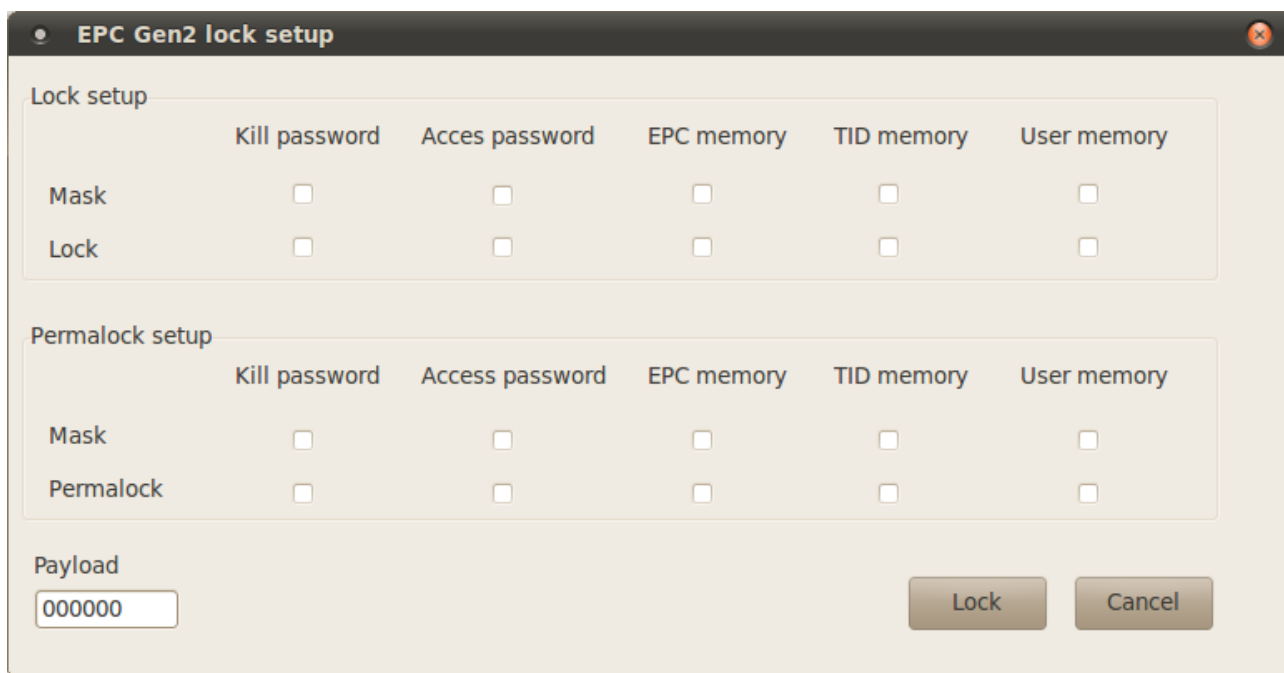 EPC Gen2 lock setup
Lock setup
Kill password Acces password EPC memory TID memory User memory
Mask
Lock
Permalock setup
Kill password Access password EPC memory TID memory User memory
Mask
Permalock
Payload
000000
Lock Cancel